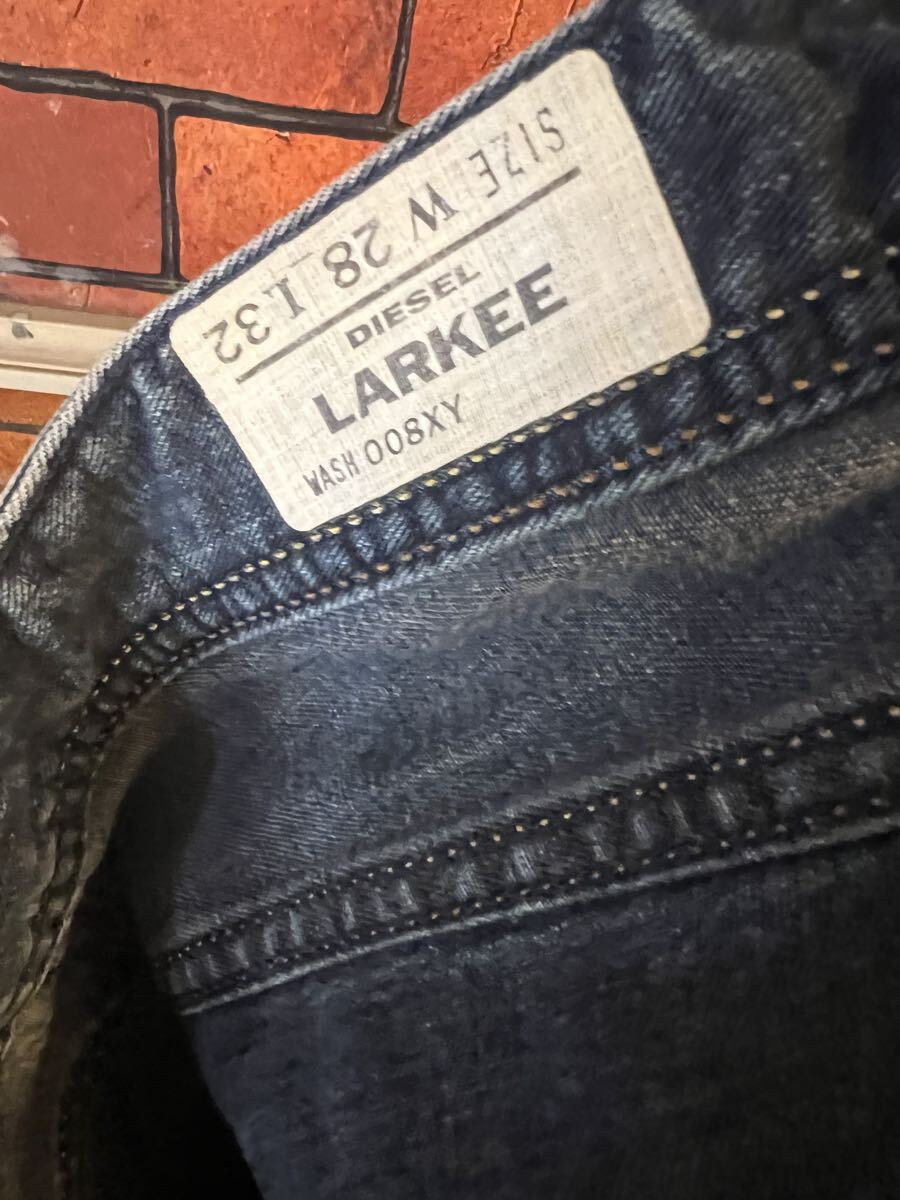 SIZE W 28 L32
DIESEL
LARKEE
WASH 008XY